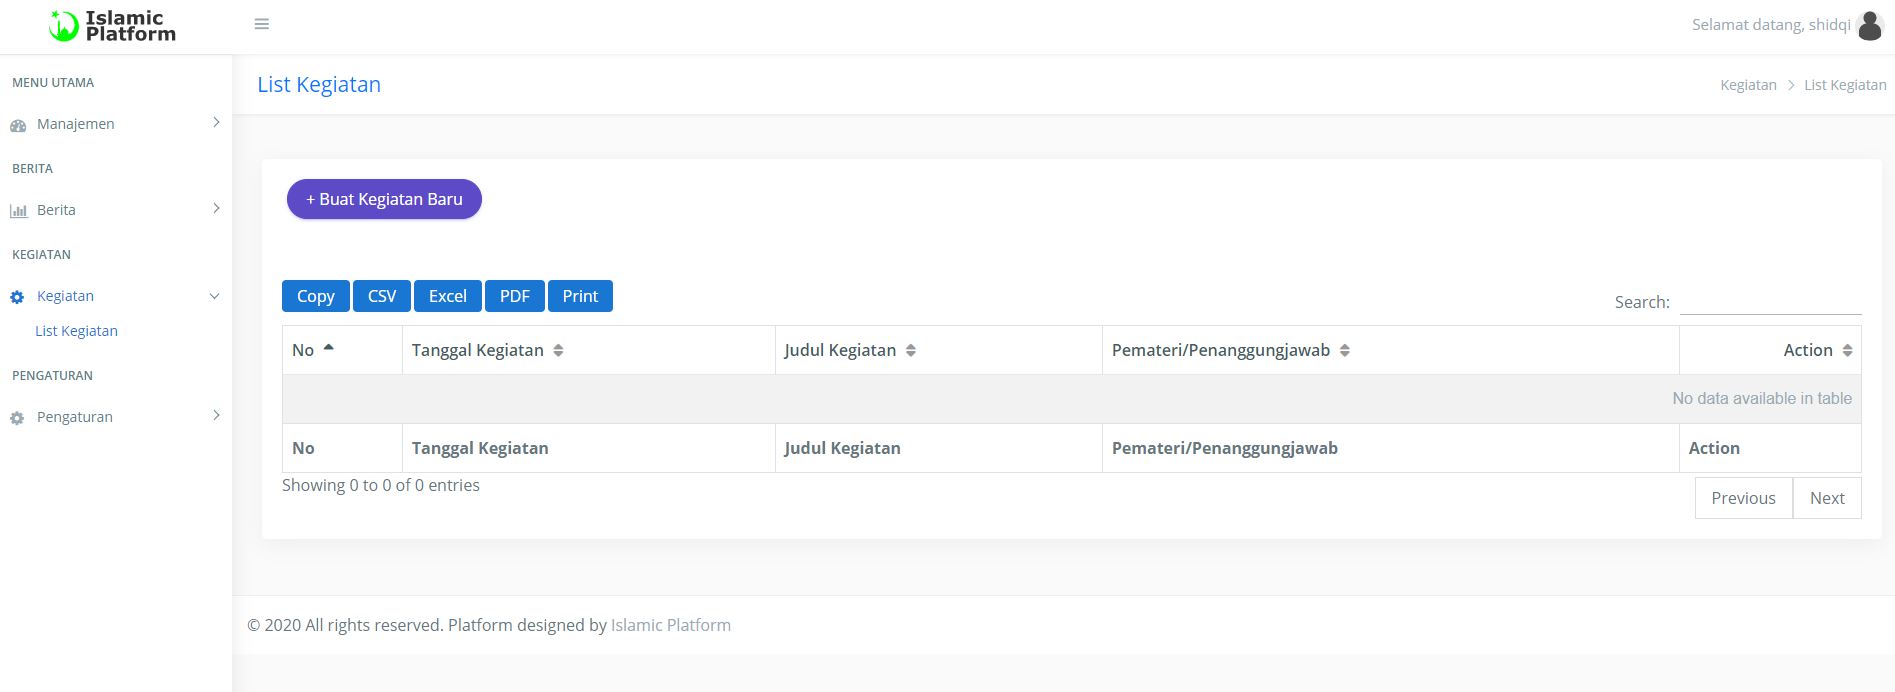 Islamic
Platform
Selamat datang, shidqi
MENU UTAMA
Manajemen
BERITA
Berita
KEGIATAN
Kegiatan
List Kegiatan
PENGATURAN
Pengaturan
List Kegiatan
Kegiatan > List Kegiatan
+ Buat Kegiatan Baru
Copy CSV Excel PDF Print
Search:
No Tanggal Kegiatan Judul Kegiatan Pemateri/Penanggungjawab Action
No data available in table
No Tanggal Kegiatan Judul Kegiatan Pemateri/Penanggungjawab Action
Showing 0 to 0 of 0 entries
Previous Next
© 2020 All rights reserved. Platform designed by Islamic Platform